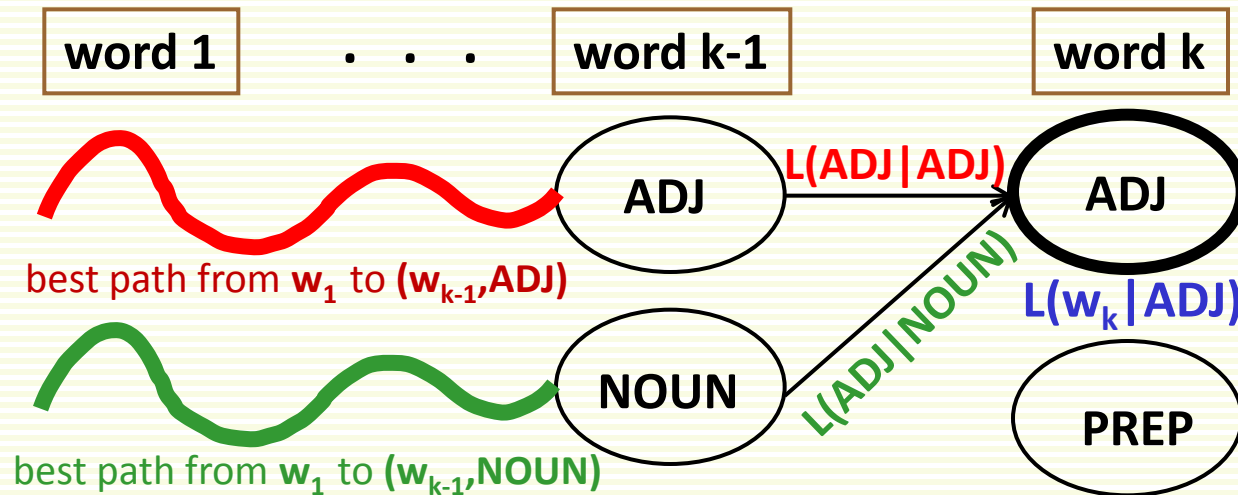 word 1 . . . word k-1 word k
ADJ L(ADJ|ADJ) ADJ
best path from w1 to (wk-1,ADJ)
L(wk|ADJ)
L(ADJ|NOUN)
NOUN
PREP
best path from w1 to (wk-1,NOUN)